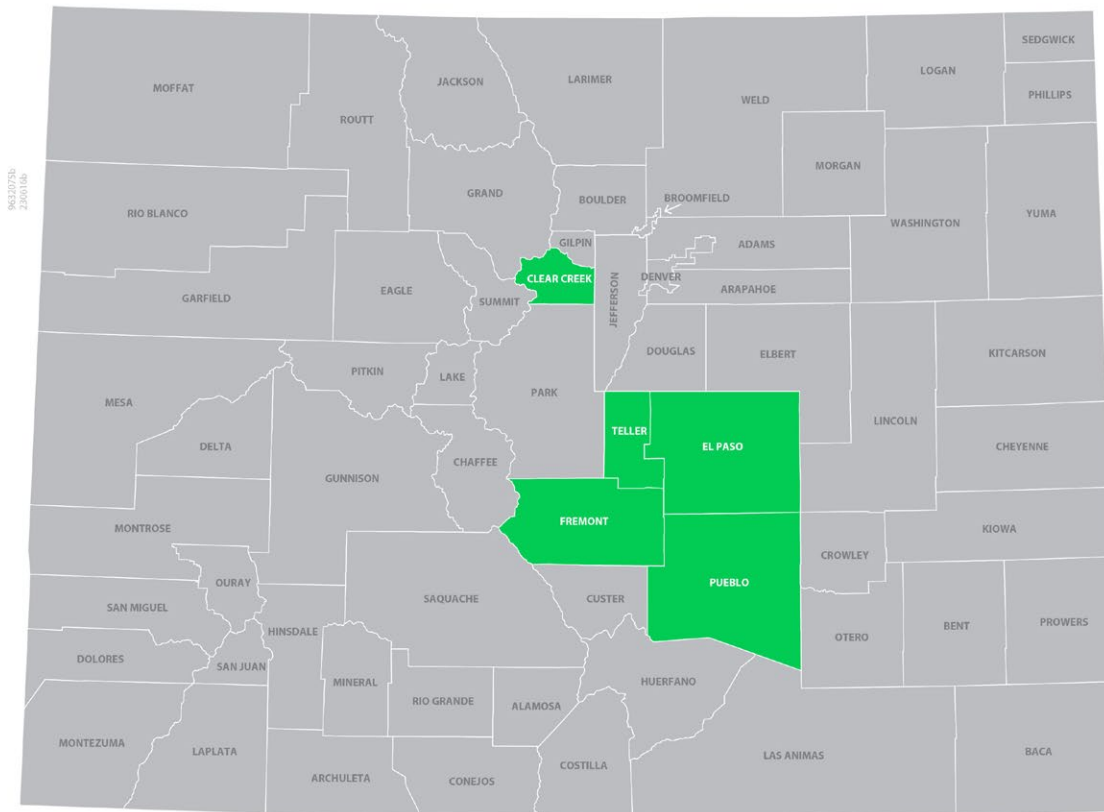 SEDGWICK
LOGAN
JACKSON
LARIMER
MOFFAT
PHILLIPS
WELD
ROUTT
MORGAN
9632075b
230616b
GRAND
BOULDER
BROOMFIELD
RIO BLANCO
YUMA
WASHINGTON
GILPIN
ADAMS
CLEAR CREEK
DENVER
EAGLE
ARAPAHOE
GARFIELD
SUMMIT
JEFFERSON
DOUGLAS
ELBERT
KITCARSON
PITKIN
LAKE
PARK
MESA
LINCOLN
TELLER
DELTA
EL PASO
CHEYENNE
CHAFFEE
GUNNISON
FREMONT
MONTROSE
KIOWA
CROWLEY
OURAY
PUEBLO
SAQUACHE
CUSTER
SAN MIGUEL
PROWERS
HINSDALE
BENT
OTERO
DOLORES
SAN JUAN
MINERAL
HUERFANO
RIO GRANDE
ALAMOSA
MONTEZUMA
LAPLATA
LAS ANIMAS
BACA
COSTILLA
ARCHULETA
CONEJOS